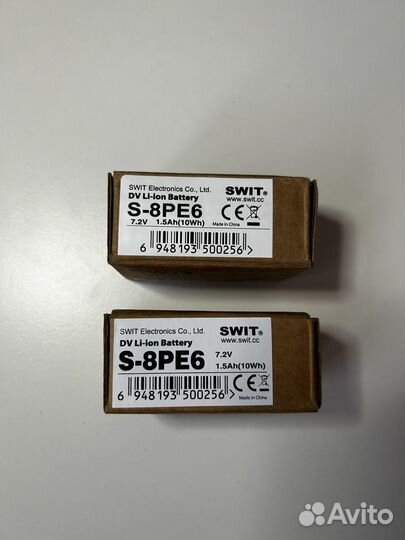 SWIT Electronics Co., Ltd. SWIT®
DV Li-ion Battery www.swit.cc
S-8PE6 CE
7.2V 1.5Ah(10Wh) Made in China
6 948193 500256 >
SWIT Electronics Co., Ltd. SWIT®
DV Li-ion Battery www.swit.cc
S-8PE6 7.2V
1.5Ah(10Wh)
6 948193 500256 > CE
Made in China
Avito